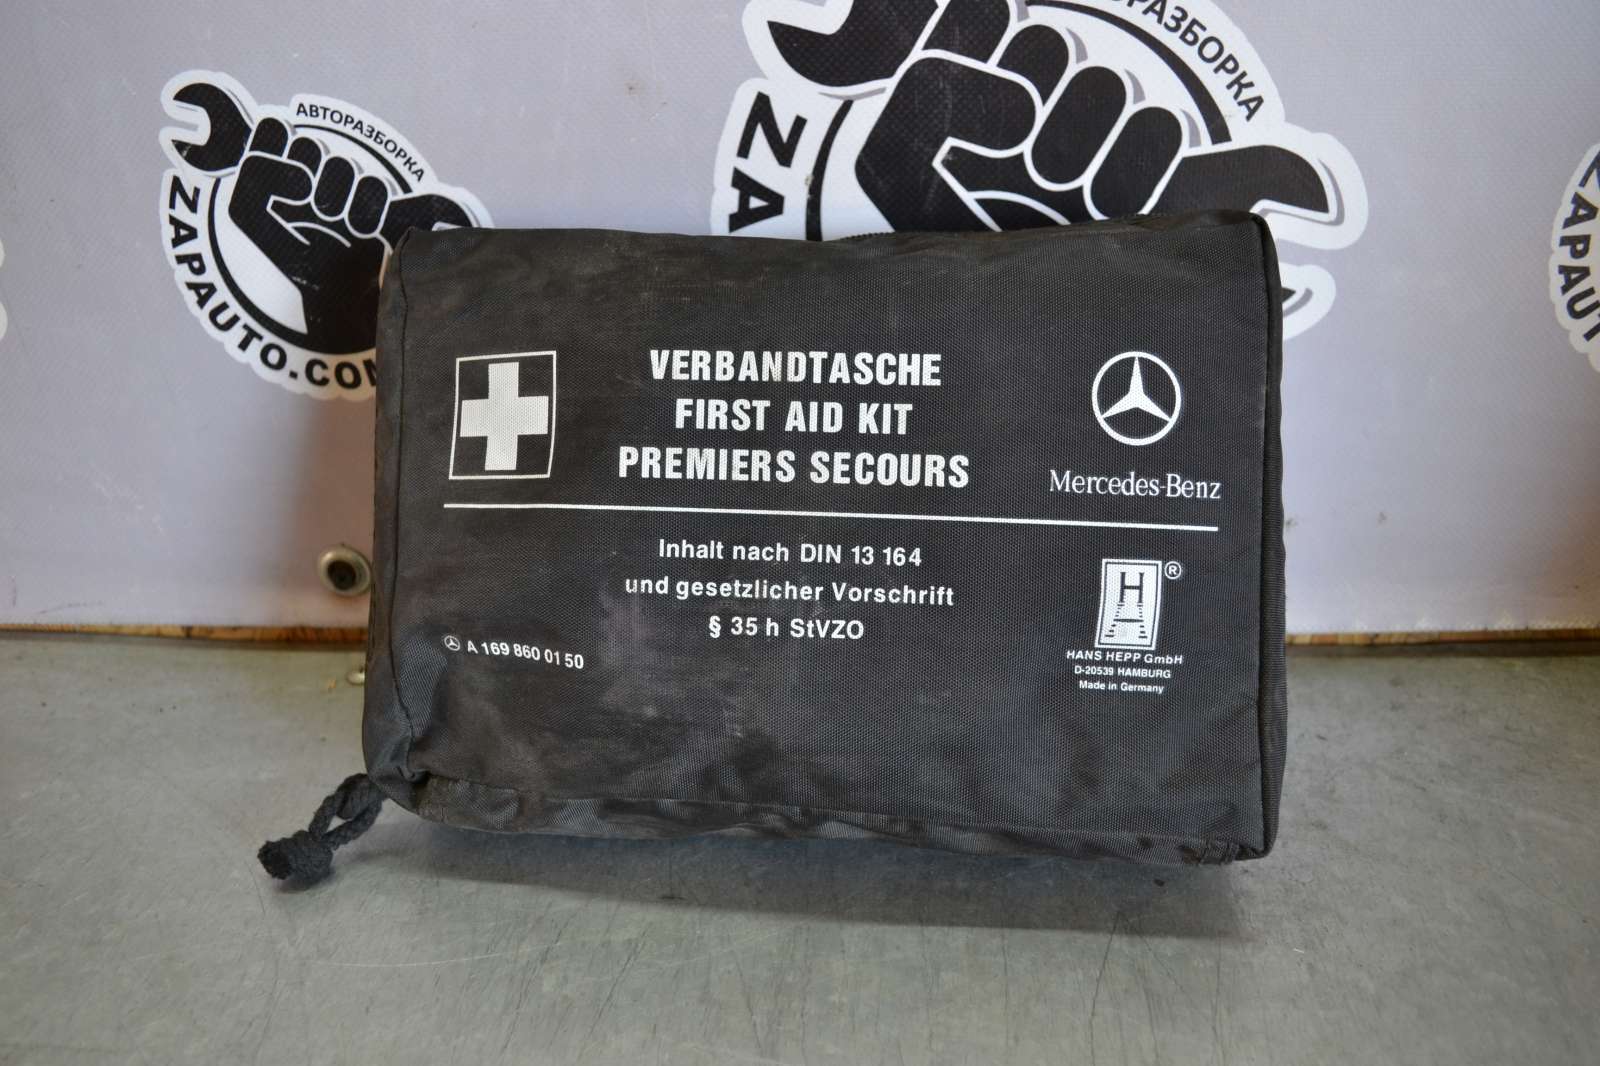 АВТОРАЗБОРКА
ZAPAUTO.COM
АВТОРАЗБОРКА
ZA
ZAPAUT
VERBANDTASCHE
FIRST AID KIT
PREMIERS SECOURS
Mercedes-Benz
Inhalt nach DIN 13 164
und gesetzlicher Vorschrift
§ 35 h StVZO
A 169 860 01 50
H
®
HANS HEPP GmbH
D-20539 HAMBURG
Made in Germany